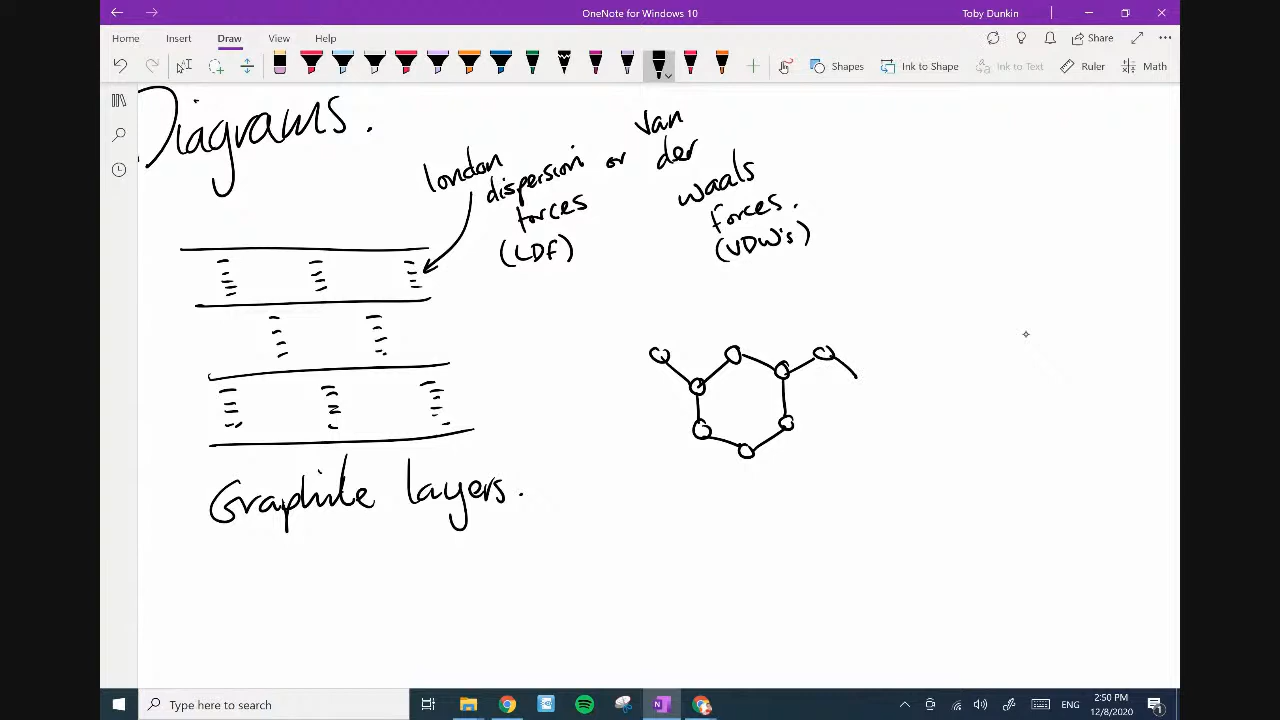 OneNote for Windows 10
Toby Dunkin
Home Insert Draw View Help
Share
Shapes Ink to Shape Ink to Text Ruler Math
Diagrams.
london
dispersion
forces
(LDF)
or
Van
der
waals
forces.
(VDW's)
Graphite layers.
Type here to search
ENG
2:50 PM
12/8/2020
1